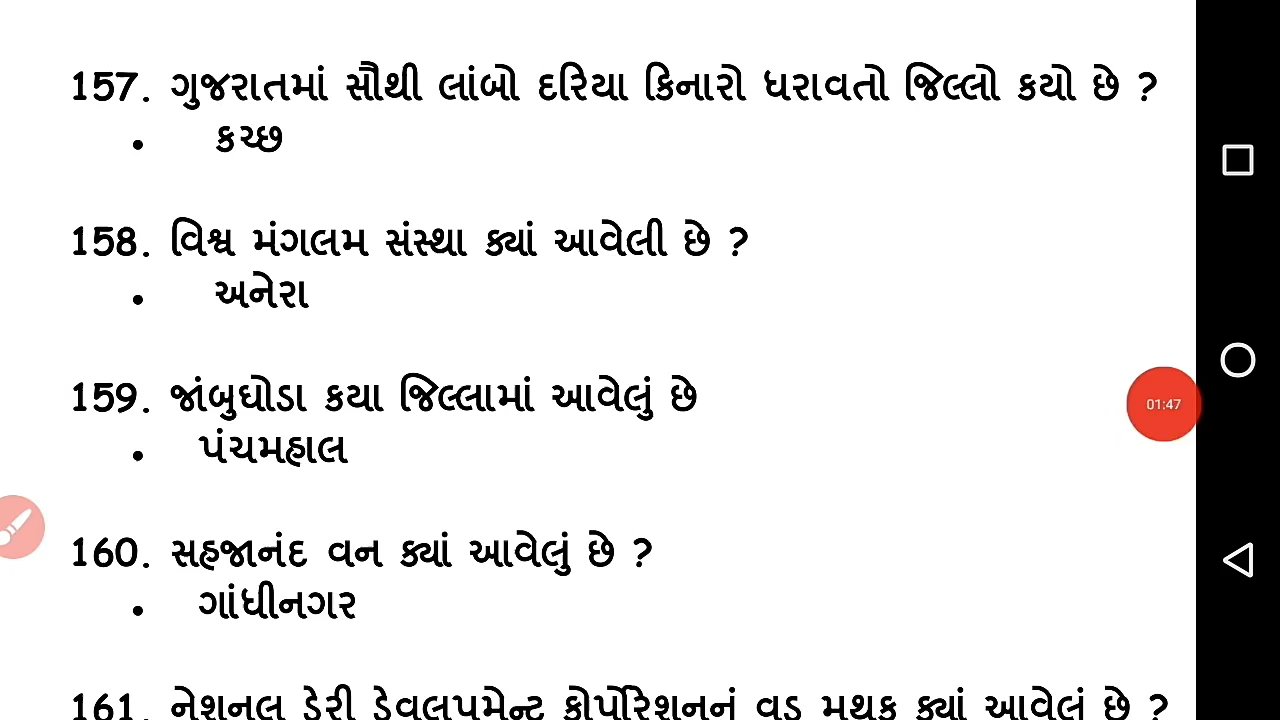 157. ગુજરાતમાં સૌથી લાંબો દરિયા કિનારો ધરાવતો જિલ્લો કયો છે ?
• કચ્છ
158. વિશ્વ મંગલમ સંસ્થા ક્યાં આવેલી છે ?
• અનેરા
159. જાંબુઘોડા કયા જિલ્લામાં આવેલું છે
• પંચમહાલ
01:47
160. સહજાનંદ વન ક્યાં આવેલું છે ?
• ગાંધીનગર
161. નેશનલ ડેરી ડેવલપમેન્ટ કોર્પોરેશનનું વડુ મથક ક્યાં આવેલું છે ?